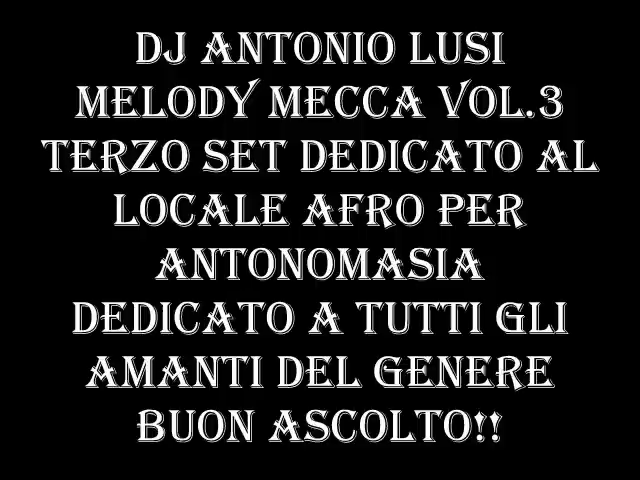 DJ ANTONIO LUSI
MELODY MECCA VOL.3
TERZO SET DEDICATO AL
LOCALE AFRO PER
ANTONOMASIA
DEDICATO A TUTTI GLI
AMANTI DEL GENERE
BUON ASCOLTO!!